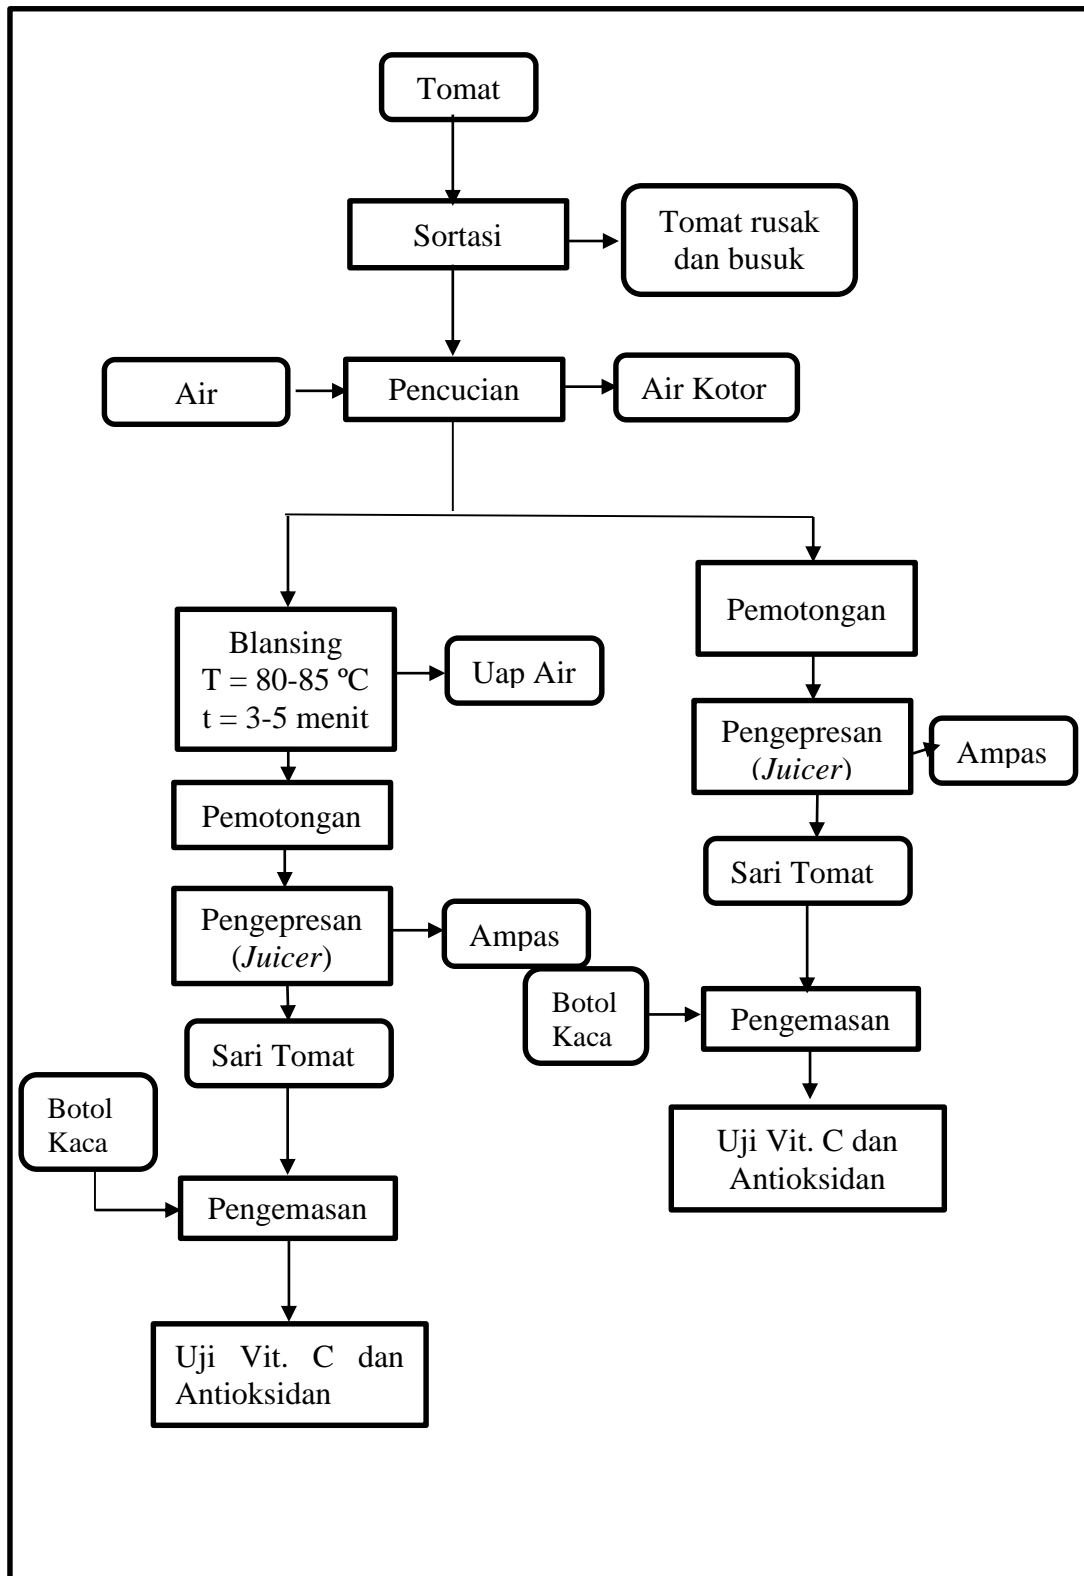 Tomat
Sortasi
Tomat rusak
dan busuk
Air
Pencucian
Air Kotor
Blansing
T = 80-85 ºC
t = 3-5 menit
Uap Air
Pemotongan
Pengepresan
(Juicer)
Ampas
Sari Tomat
Botol
Kaca
Pengemasan
Uji Vit. C dan
Antioksidan
Pemotongan
Pengepresan
(Juicer)
Ampas
Sari Tomat
Botol
Kaca
Pengemasan
Uji Vit. C dan
Antioksidan